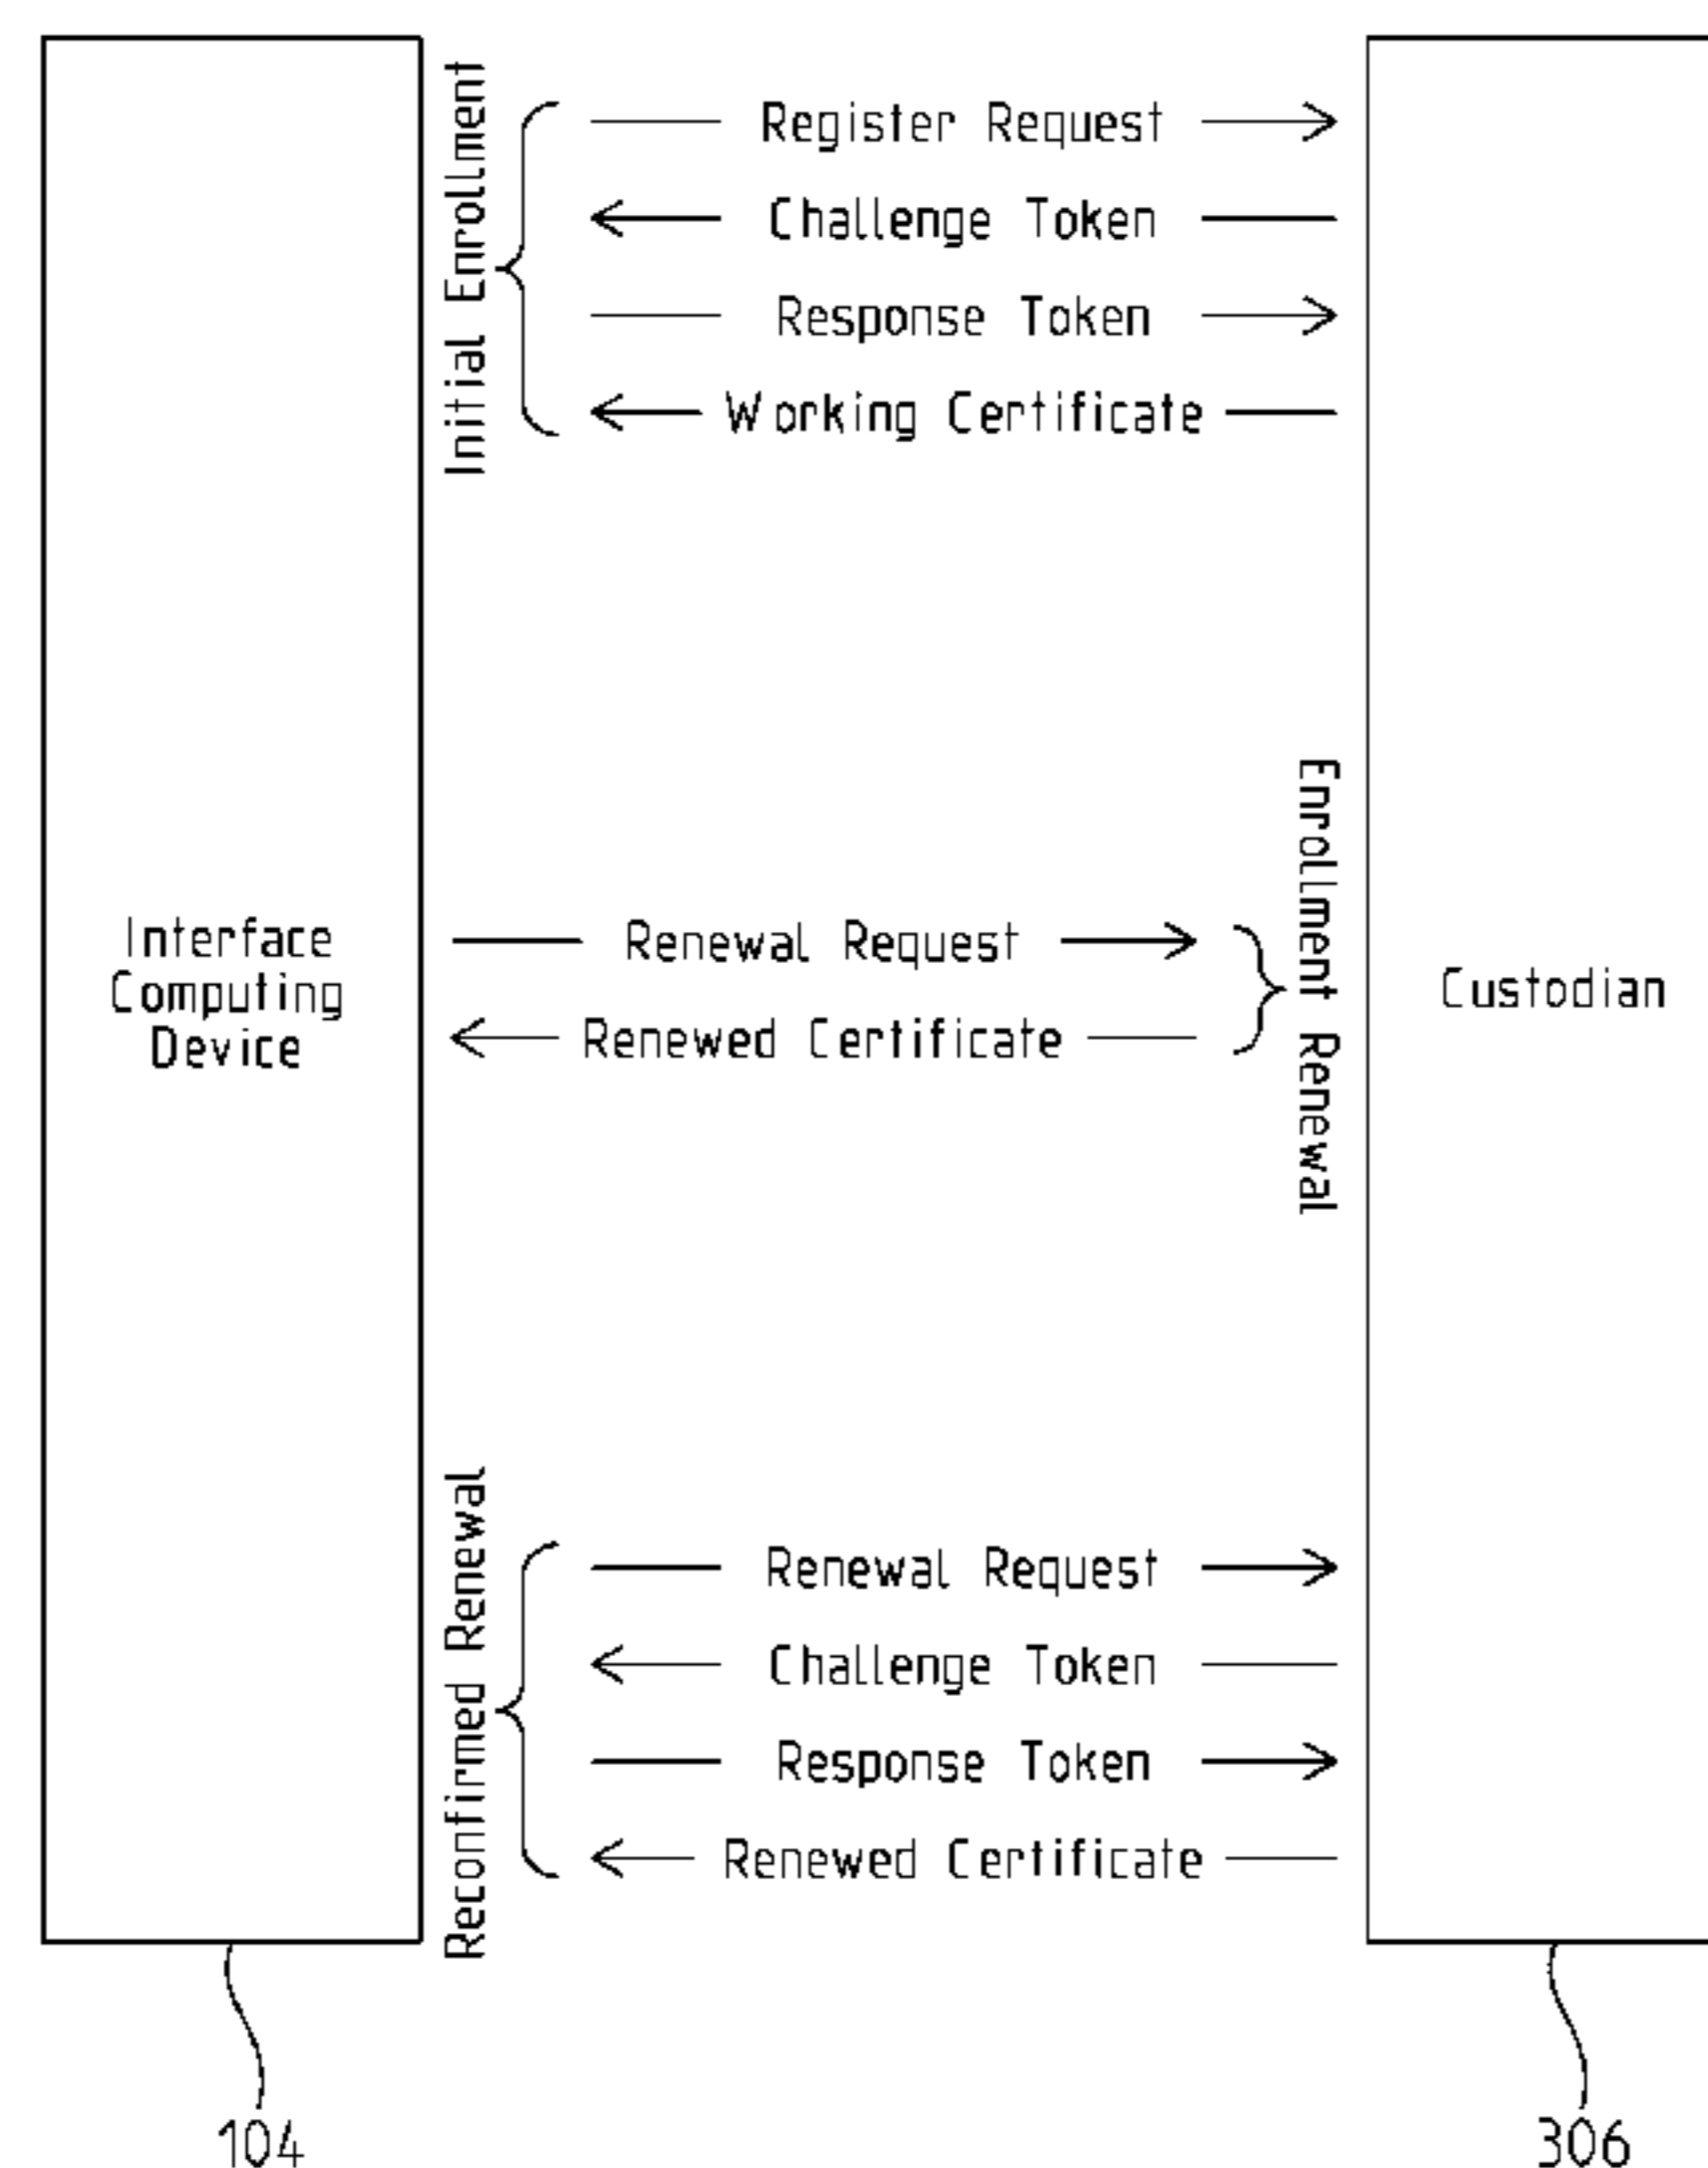 Initial Enrollment
Register Request
Challenge Token
Response Token
Working Certificate
Interface
Computing
Device
Renewal Request
Renewed Certificate
Enrollment Renewal
Custodian
Reconfirmed Renewal
Renewal Request
Challenge Token
Response Token
Renewed Certificate
104
306